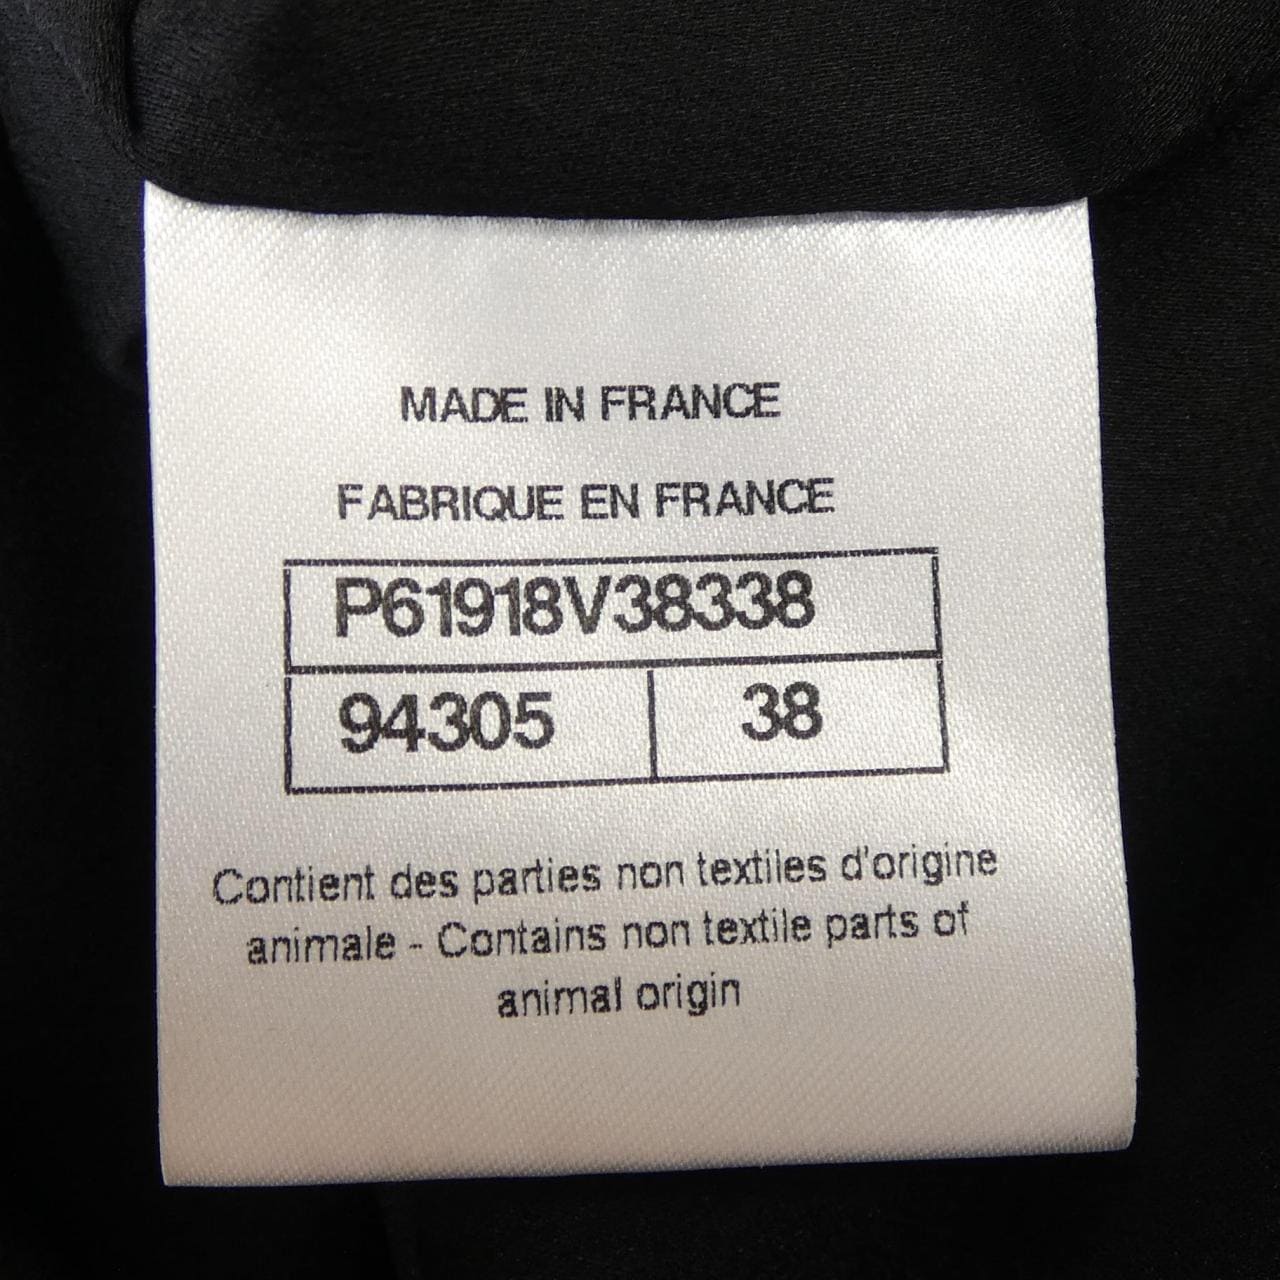 MADE IN FRANCE
FABRIQUE EN FRANCE
P61918V38338
94305 38
Contient des parties non textiles d'origine
animale - Contains non textile parts of
animal origin